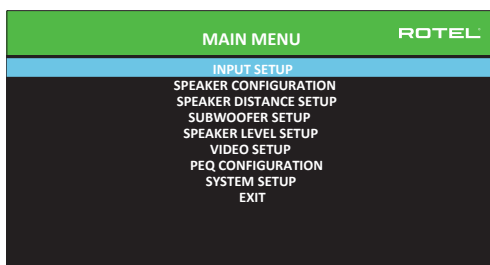 MAIN MENU
ROTEL
INPUT SETUP
SPEAKER CONFIGURATION
SPEAKER DISTANCE SETUP
SUBWOOFER SETUP
SPEAKER LEVEL SETUP
VIDEO SETUP
PEQ CONFIGURATION
SYSTEM SETUP
EXIT